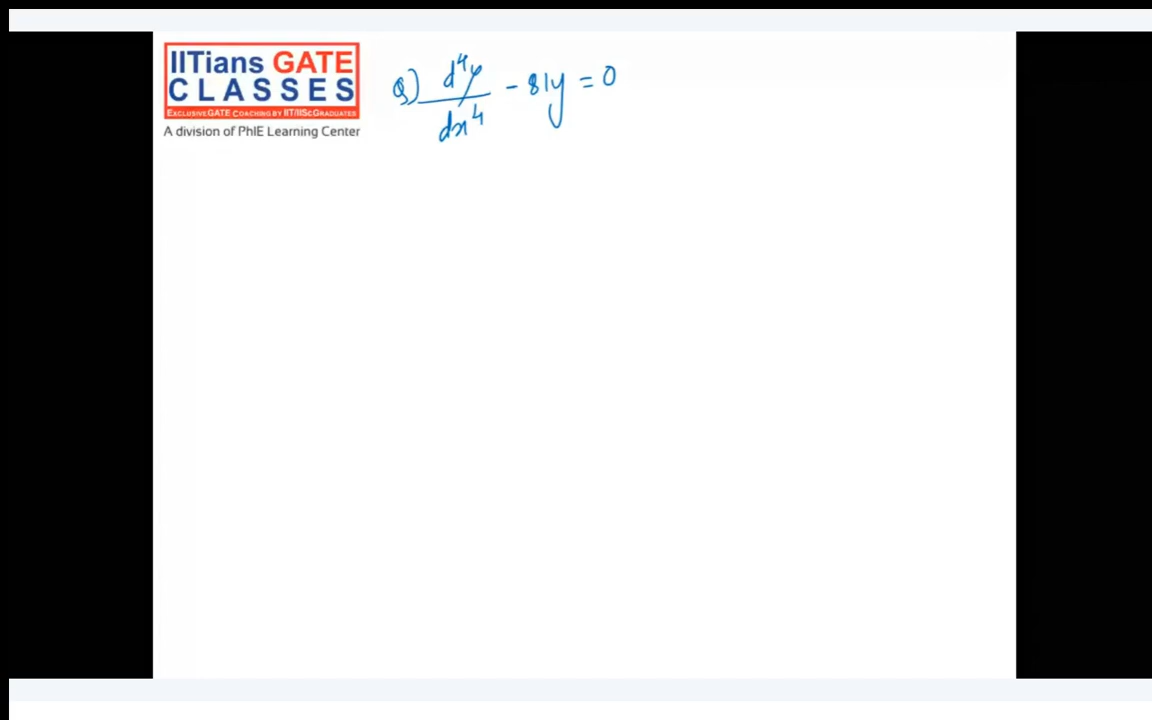 IITians GATE
CLASSES
EXCLUSIVE GATE COACHING BY IIT/IISC GRADUATES
A division of PhIE Learning Center
Q) d⁴y/dx⁴ - 81y = 0